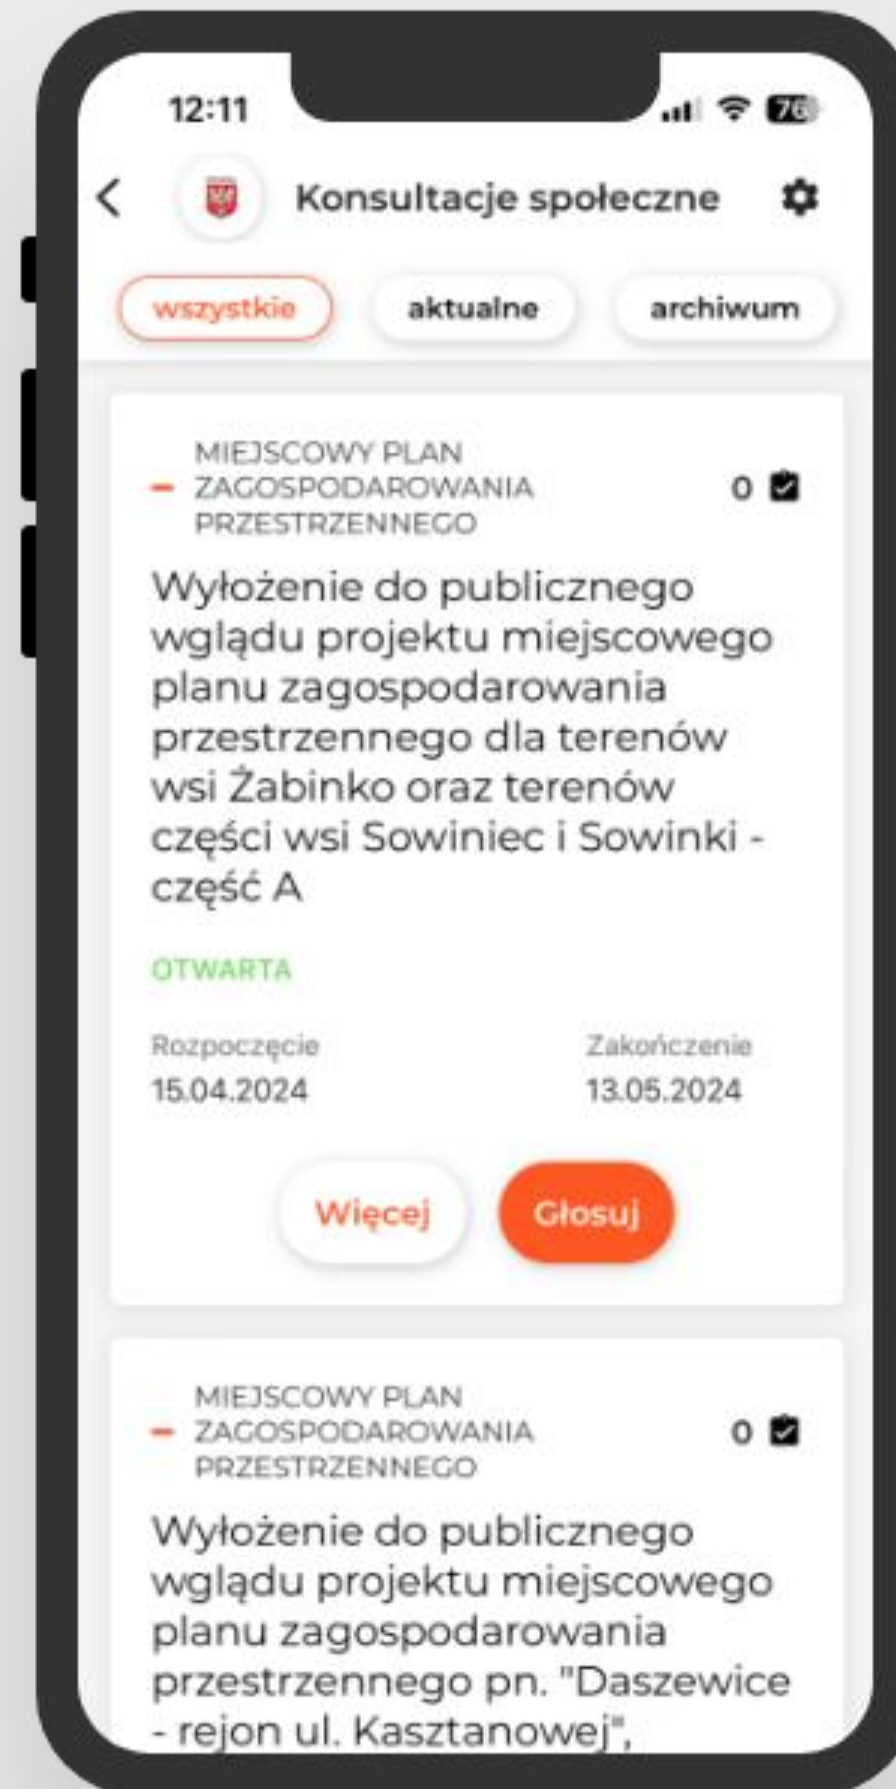 12:11
76
Konsultacje społeczne
wszystkie aktualne archiwum
MIEJSCOWY PLAN
ZAGOSPODAROWANIA
PRZESTRZENNEGO
0
Wyłożenie do publicznego
wglądu projektu miejscowego
planu zagospodarowania
przestrzennego dla terenów
wsi Żabinko oraz terenów
części wsi Sowiniec i Sowinki -
część A
OTWARTA
Rozpoczęcie Zakończenie
15.04.2024 13.05.2024
Więcej Głosuj
MIEJSCOWY PLAN
ZAGOSPODAROWANIA
PRZESTRZENNEGO
0
Wyłożenie do publicznego
wglądu projektu miejscowego
planu zagospodarowania
przestrzennego pn. "Daszewice
- rejon ul. Kasztanowej",